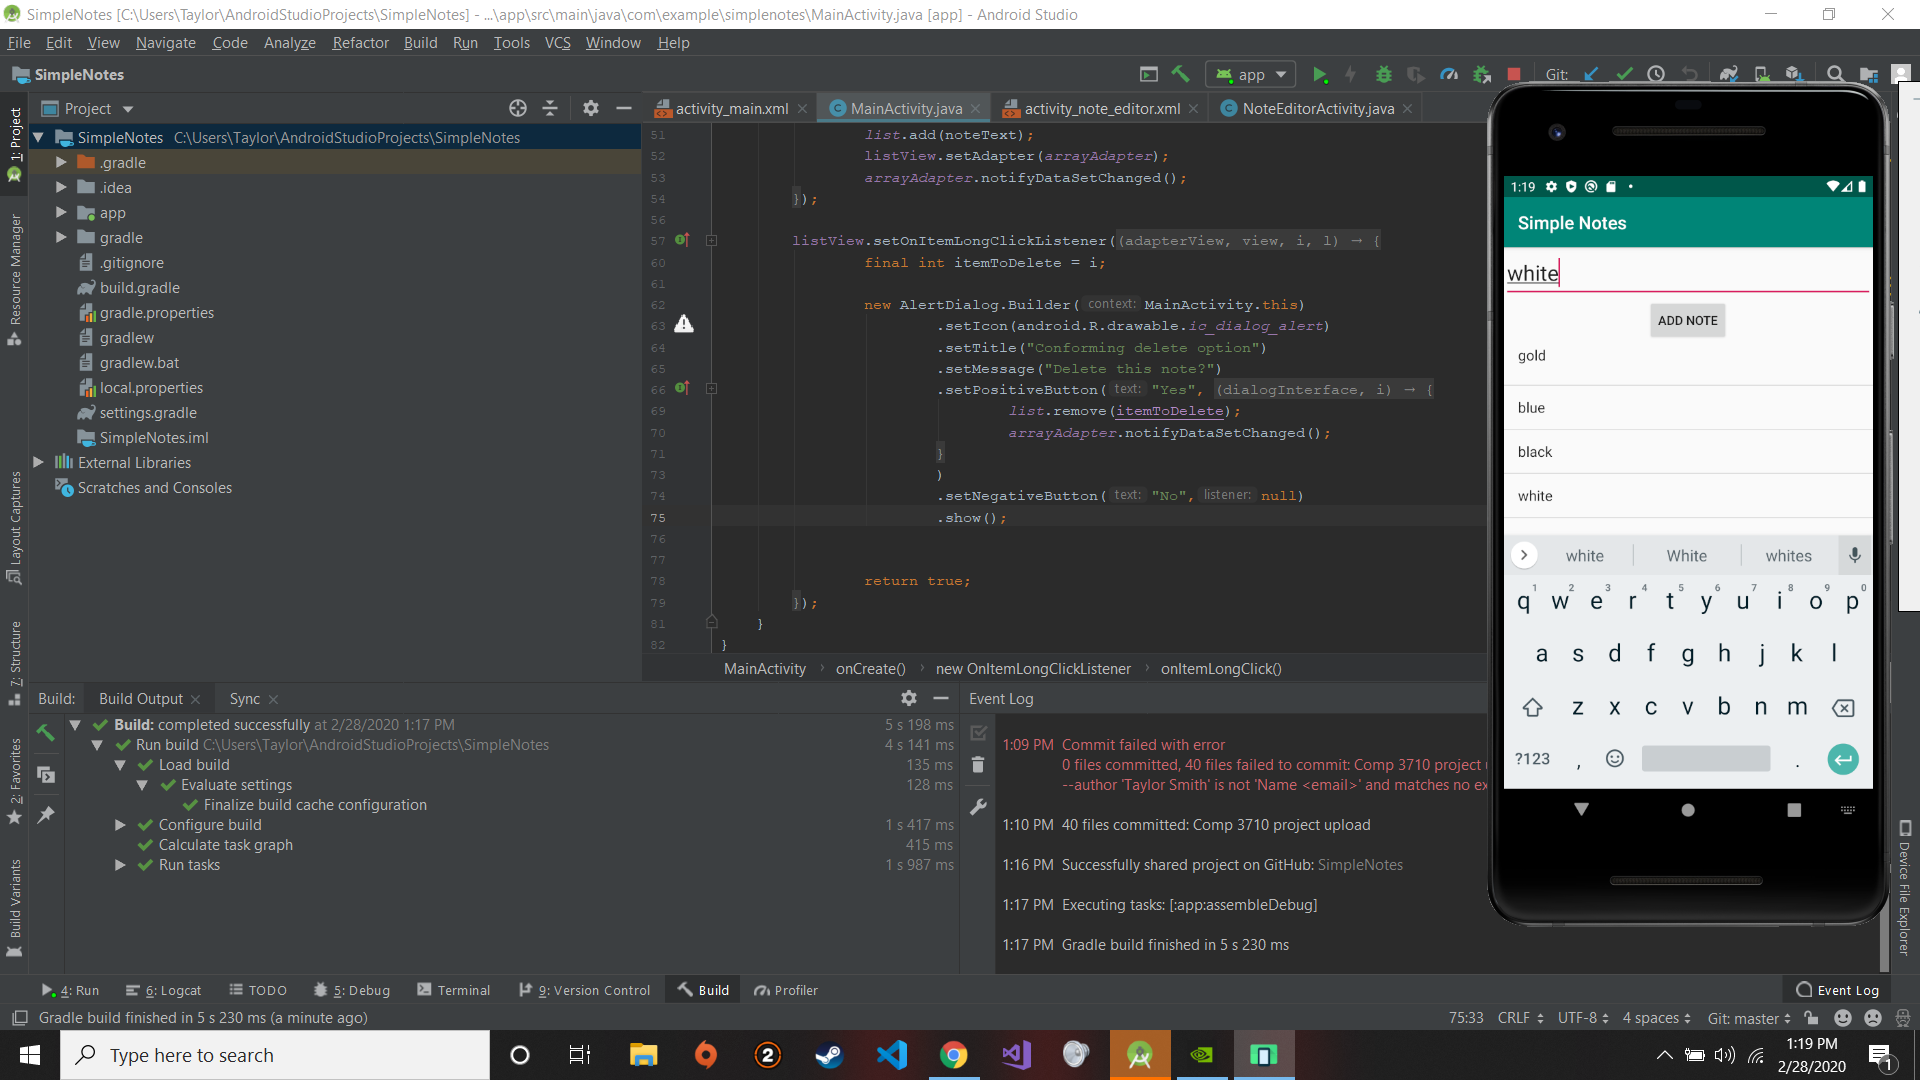 SimpleNotes [C:\Users\Taylor\AndroidStudioProjects\SimpleNotes] - ...\app\src\main\java\com\example\simplenotes\MainActivity.java [app] - Android Studio
File Edit View Navigate Code Analyze Refactor Build Run Tools VCS Window Help
SimpleNotes
app
Git:
1: Project
Resource Manager
Layout Captures
7: Structure
2: Favorites
Build Variants
Project
SimpleNotes C:\Users\Taylor\AndroidStudioProjects\SimpleNotes
.gradle
.idea
app
gradle
.gitignore
build.gradle
gradle.properties
gradlew
gradlew.bat
local.properties
settings.gradle
SimpleNotes.iml
External Libraries
Scratches and Consoles
activity_main.xml MainActivity.java activity_note_editor.xml NoteEditorActivity.java
51 list.add(noteText);
52 listView.setAdapter(arrayAdapter);
53 arrayAdapter.notifyDataSetChanged();
54 });
56
57 listView.setOnItemLongClickListener((adapterView, view, i, l) → {
60 final int itemToDelete = i;
61
62 new AlertDialog.Builder( context: MainActivity.this)
63 .setIcon(android.R.drawable.ic_dialog_alert)
64 .setTitle("Conforming delete option")
65 .setMessage("Delete this note?")
66 .setPositiveButton( text: "Yes", (dialogInterface, i) → {
69 list.remove(itemToDelete);
70 arrayAdapter.notifyDataSetChanged();
71 }
73 )
74 .setNegativeButton( text: "No", listener: null)
75 .show();
76
77
78 return true;
79 });
81 }
82 }
MainActivity › onCreate() › new OnItemLongClickListener › onItemLongClick()
Build: Build Output Sync
Build: completed successfully at 2/28/2020 1:17 PM 5 s 198 ms
Run build C:\Users\Taylor\AndroidStudioProjects\SimpleNotes 4 s 141 ms
Load build 135 ms
Evaluate settings 128 ms
Finalize build cache configuration
Configure build 1 s 417 ms
Calculate task graph 415 ms
Run tasks 1 s 987 ms
Event Log
1:09 PM Commit failed with error
0 files committed, 40 files failed to commit: Comp 3710 project
--author 'Taylor Smith' is not 'Name <email>' and matches no ex
1:10 PM 40 files committed: Comp 3710 project upload
1:16 PM Successfully shared project on GitHub: SimpleNotes
1:17 PM Executing tasks: [:app:assembleDebug]
1:17 PM Gradle build finished in 5 s 230 ms
1:19
Simple Notes
white
ADD NOTE
gold
blue
black
white
white White whites
q1 w2 e3 r4 t5 y6 u7 i8 o9 p0
a s d f g h j k l
z x c v b n m
?123 , .
Device File Explorer
4: Run 6: Logcat TODO 5: Debug Terminal 9: Version Control Build Profiler Event Log
Gradle build finished in 5 s 230 ms (a minute ago) 75:33 CRLF UTF-8 4 spaces Git: master
Type here to search
2
1:19 PM
2/28/2020
1